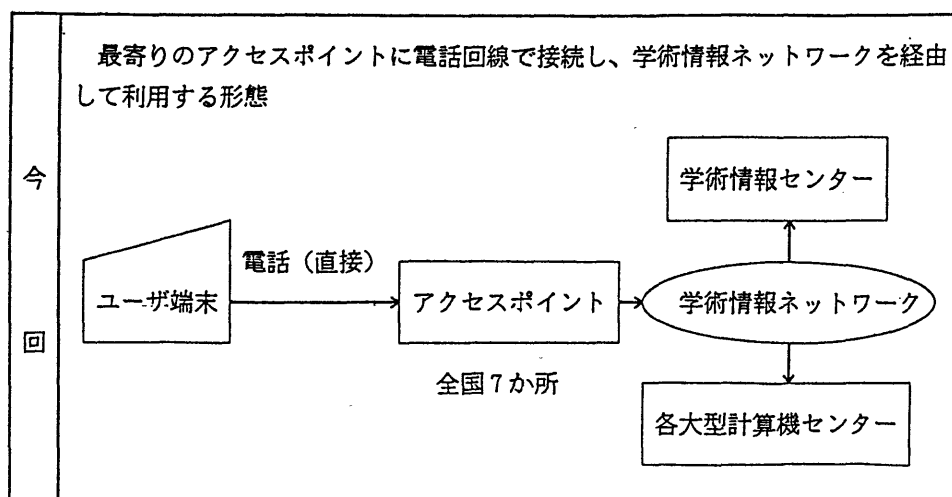 今回
最寄りのアクセスポイントに電話回線で接続し、学術情報ネットワークを経由
して利用する形態
学術情報センター
電話（直接）
ユーザ端末
アクセスポイント
学術情報ネットワーク
全国７か所
各大型計算機センター